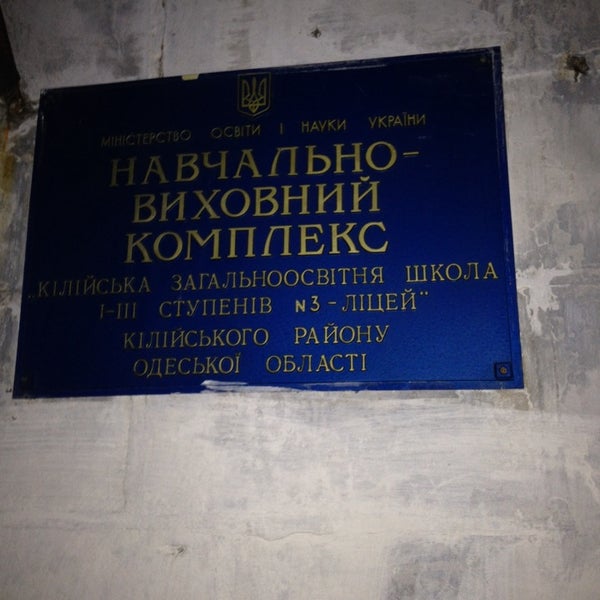 МІНІСТЕРСТВО ОСВІТИ І НАУКИ УКРАЇНИ
НАВЧАЛЬНО-
ВИХОВНИЙ
КОМПЛЕКС
„КІЛІЙСЬКА ЗАГАЛЬНООСВІТНЯ ШКОЛА
І-ІІІ СТУПЕНІВ №3-ЛІЦЕЙ"
КІЛІЙСЬКОГО РАЙОНУ
ОДЕСЬКОЇ ОБЛАСТІ